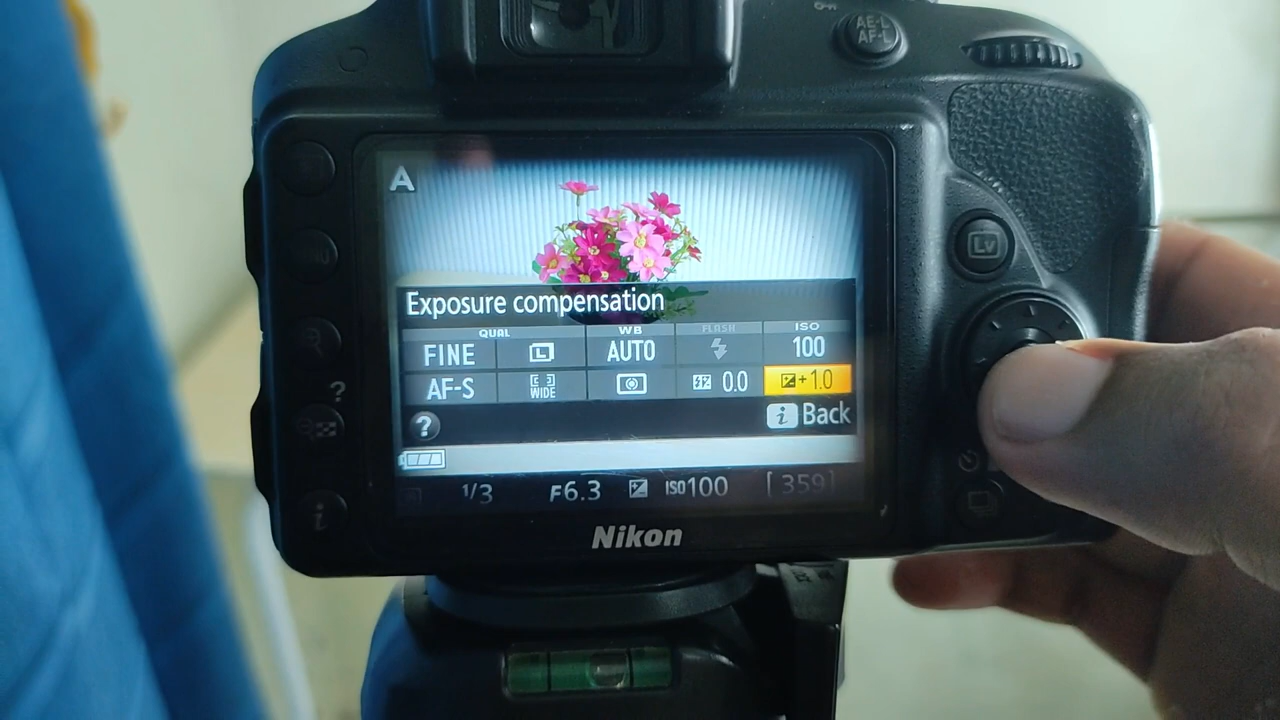 AE-L
AF-L
A
Lv
Exposure compensation
QUAL WB FLASH ISO
FINE L AUTO 100
AF-S WIDE 0.0 +1.0
? i Back
?
1/3 F6.3 ISO100 [359]
i
Nikon